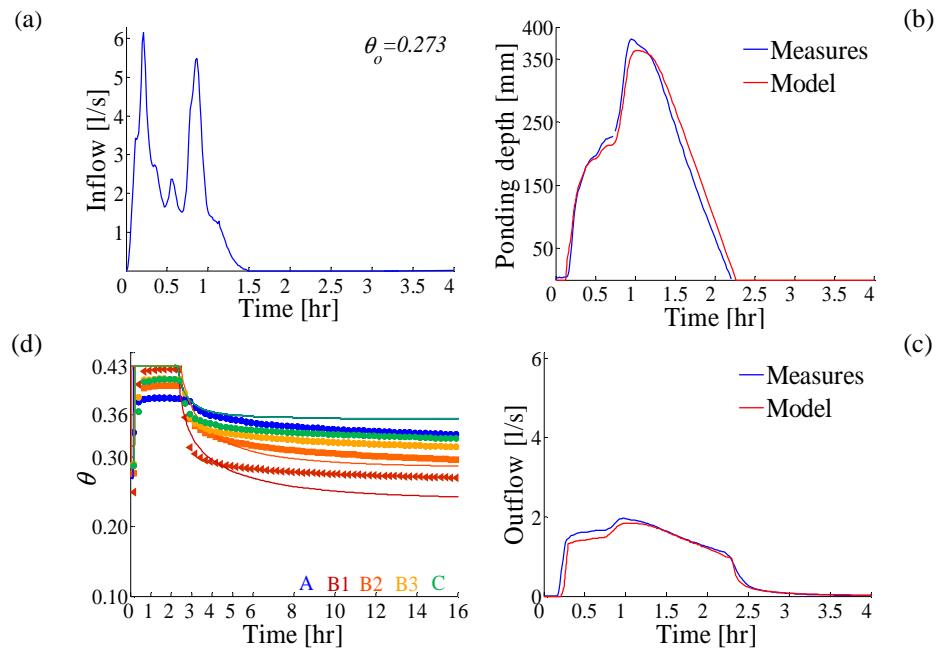 (a)
Inflow [l/s]
6
5
4
3
2
1
θo=0.273
0 0.5 1 1.5 2 2.5 3 3.5 4
Time [hr]
(b)
Ponding depth [mm]
400
350
250
150
50
Measures
Model
0 0.5 1 1.5 2 2.5 3 3.5 4
Time [hr]
(d)
θ
0.43
0.36
0.30
0.20
0.10
A B1 B2 B3 C
0 1 2 3 4 5 6 8 10 12 14 16
Time [hr]
(c)
Outflow [l/s]
6
4
2
0
Measures
Model
0 0.5 1 1.5 2 2.5 3 3.5 4
Time [hr]